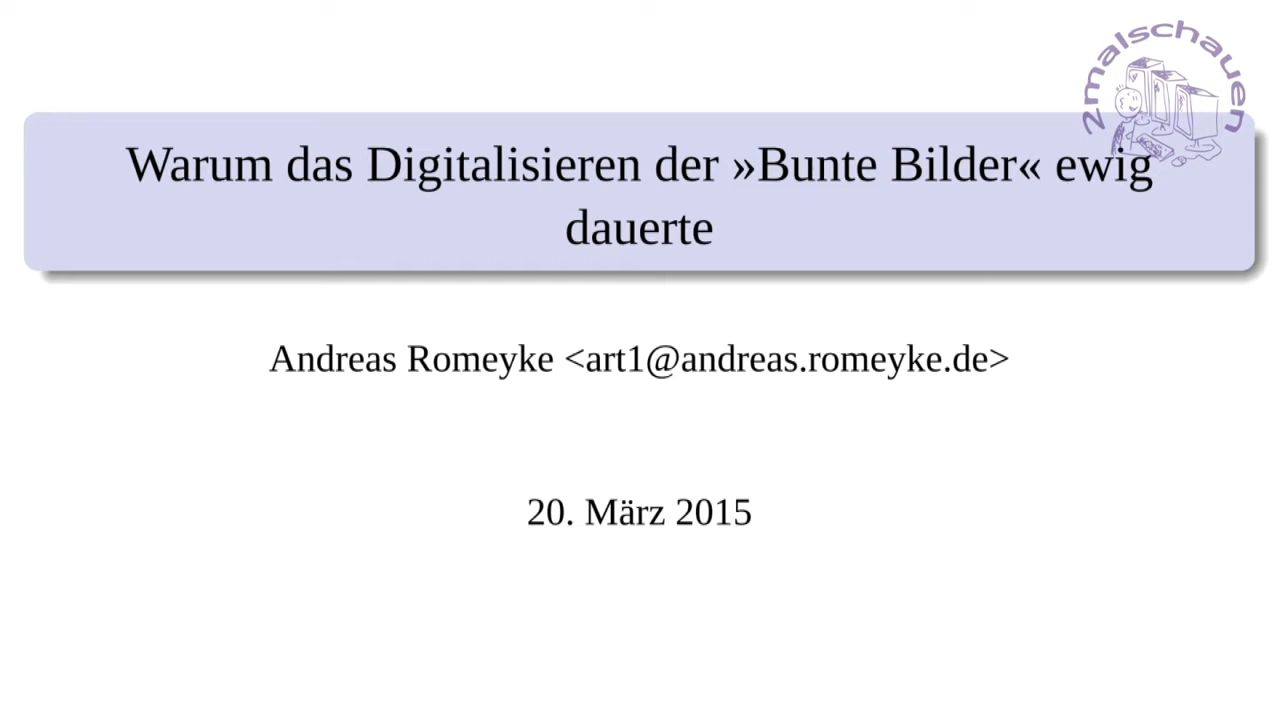 2malschauen
Warum das Digitalisieren der »Bunte Bilder« ewig
dauerte
Andreas Romeyke <art1@andreas.romeyke.de>
20. März 2015